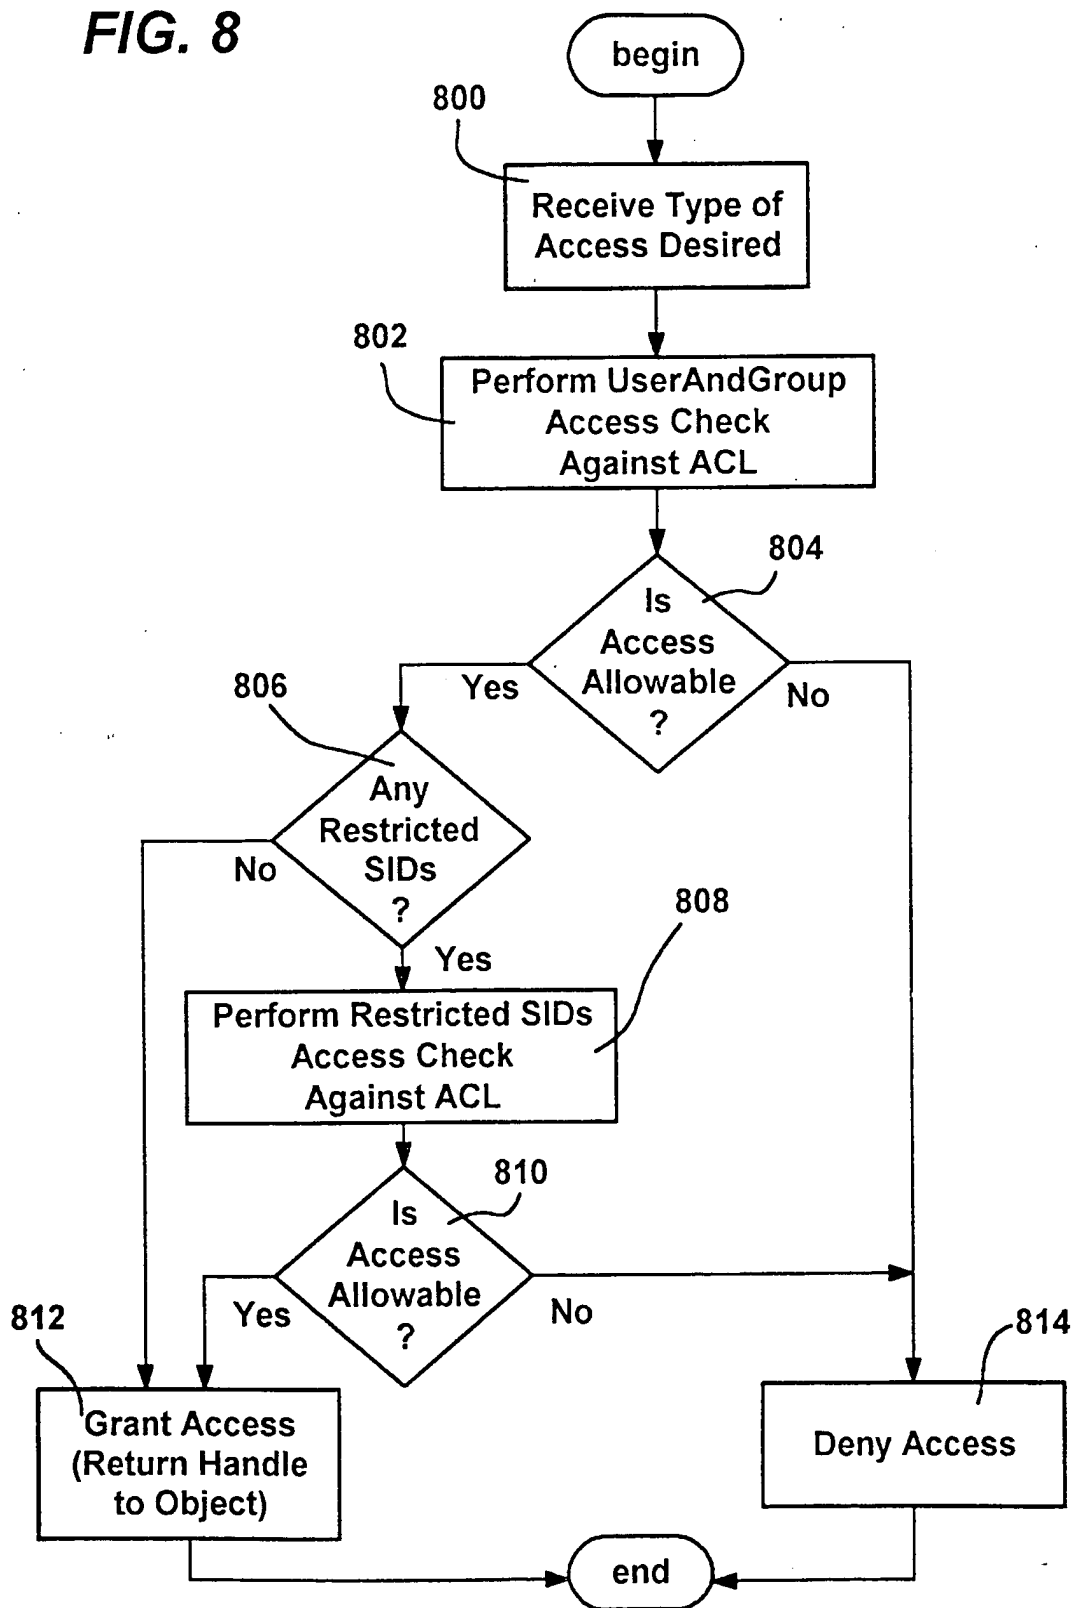 FIG. 8
begin
800
Receive Type of
Access Desired
802
Perform UserAndGroup
Access Check
Against ACL
804
Is
Access
Allowable
?
Yes
No
806
Any
Restricted
SIDs
?
No
Yes
808
Perform Restricted SIDs
Access Check
Against ACL
810
Is
Access
Allowable
?
Yes
No
812
Grant Access
(Return Handle
to Object)
814
Deny Access
end